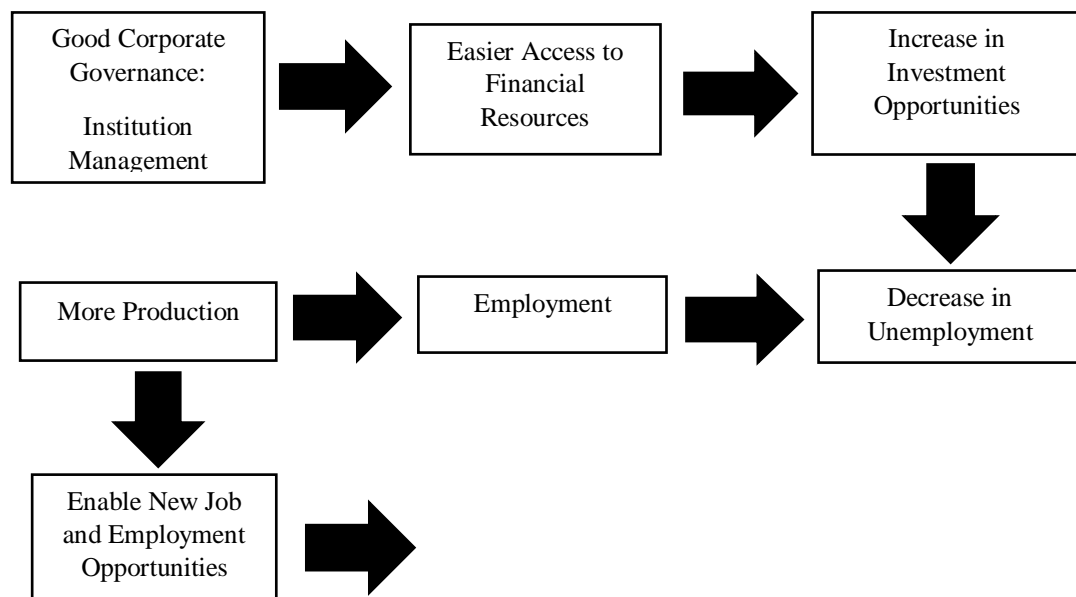 Good Corporate
Governance:
Institution
Management
Easier Access to
Financial
Resources
Increase in
Investment
Opportunities
More Production
Employment
Decrease in
Unemployment
Enable New Job
and Employment
Opportunities